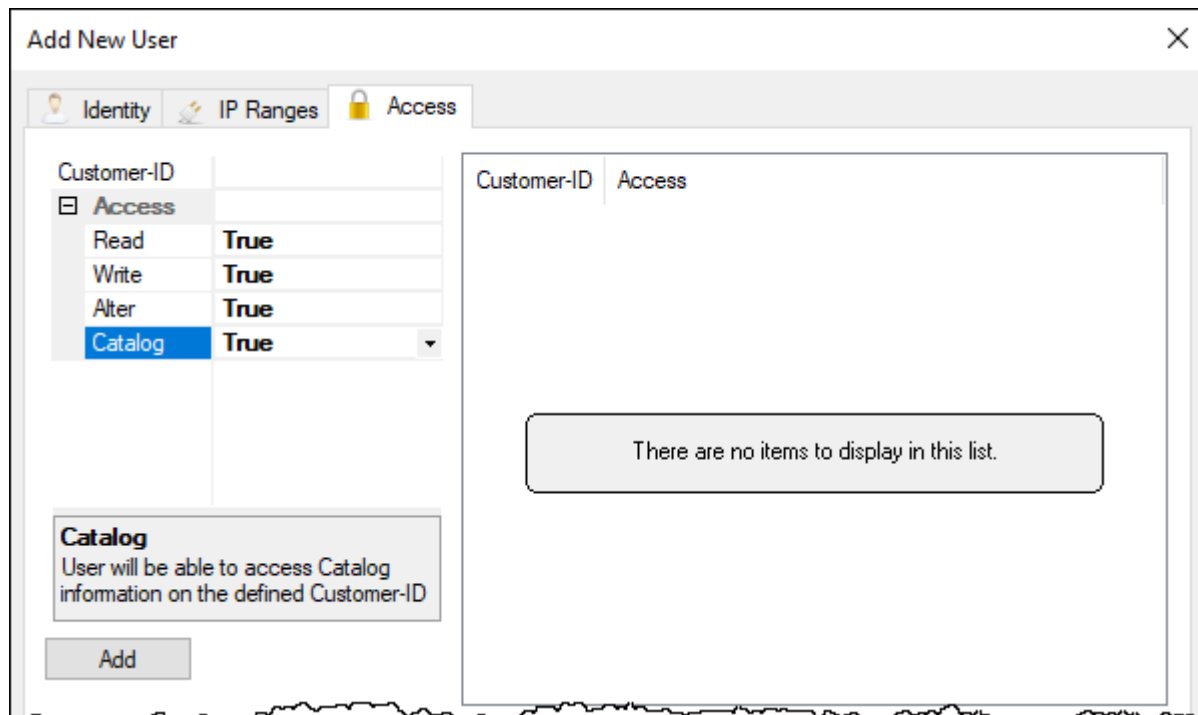 Add New User
Identity IP Ranges Access
Customer-ID
Access
Read True
Write True
Alter True
Catalog True
Customer-ID Access
There are no items to display in this list.
Catalog
User will be able to access Catalog
information on the defined Customer-ID
Add